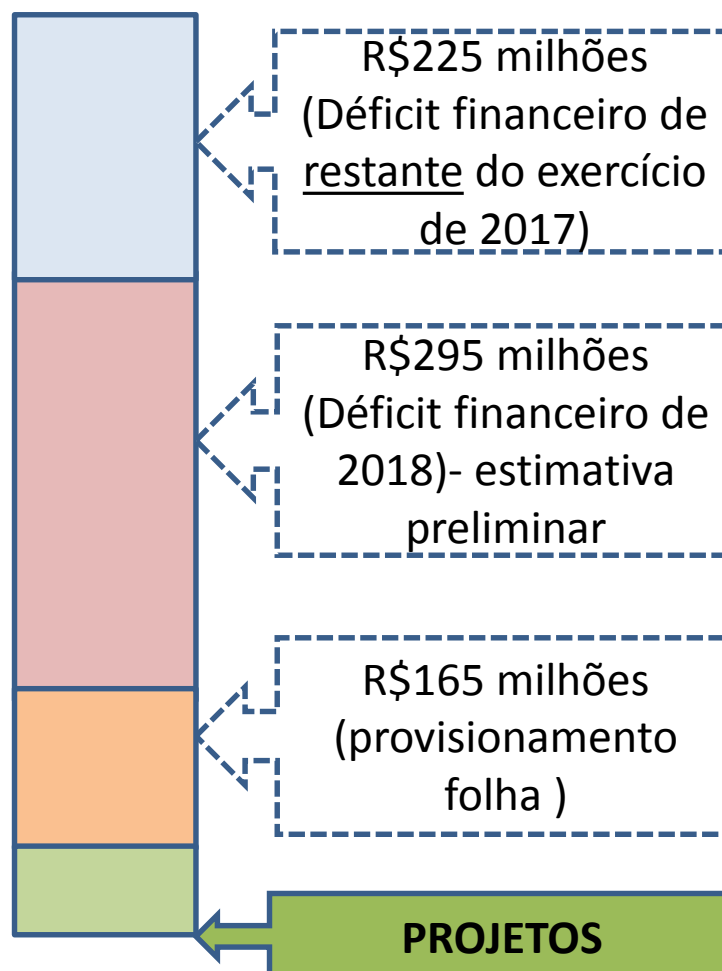 R$225 milhões
(Déficit financeiro de
restante do exercício
de 2017)
R$295 milhões
(Déficit financeiro de
2018)- estimativa
preliminar
R$165 milhões
(provisionamento
folha )
PROJETOS